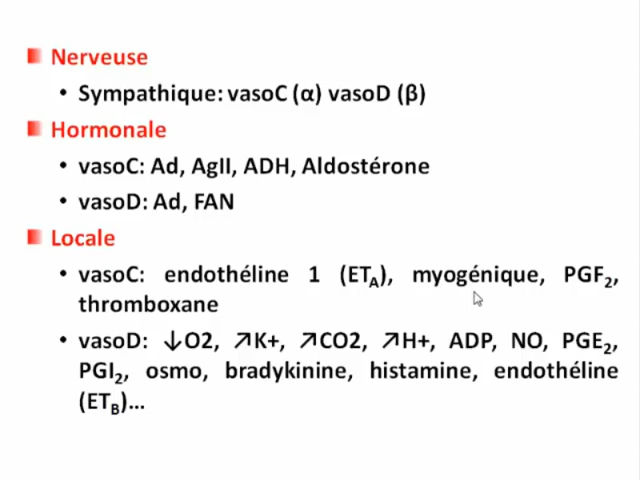 Nerveuse
• Sympathique: vasoC (α) vasoD (β)
Hormonale
• vasoC: Ad, AgII, ADH, Aldostérone
• vasoD: Ad, FAN
Locale
• vasoC: endothéline 1 (ETA), myogénique, PGF2,
thromboxane
• vasoD: ↓O2, ↗K+, ↗CO2, ↗H+, ADP, NO, PGE2,
PGI2, osmo, bradykinine, histamine, endothéline
(ETB)...